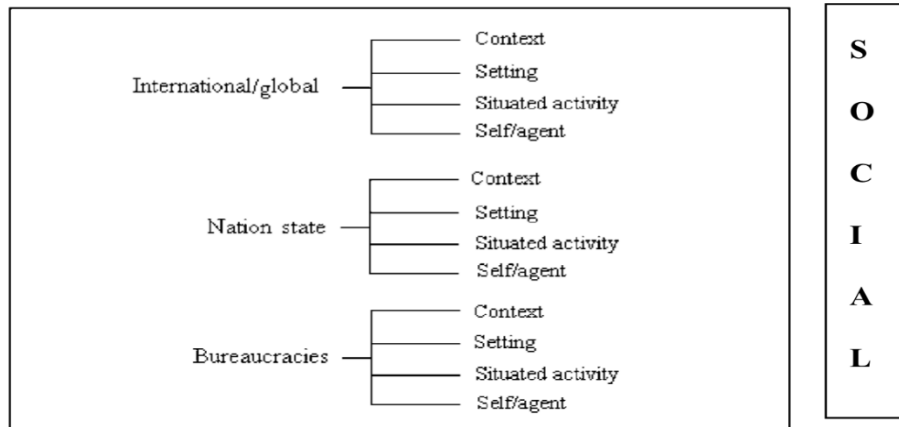 Context
Setting
International/global
Situated activity
Self/agent
Context
Setting
Nation state
Situated activity
Self/agent
Context
Setting
Bureaucracies
Situated activity
Self/agent
S
O
C
I
A
L